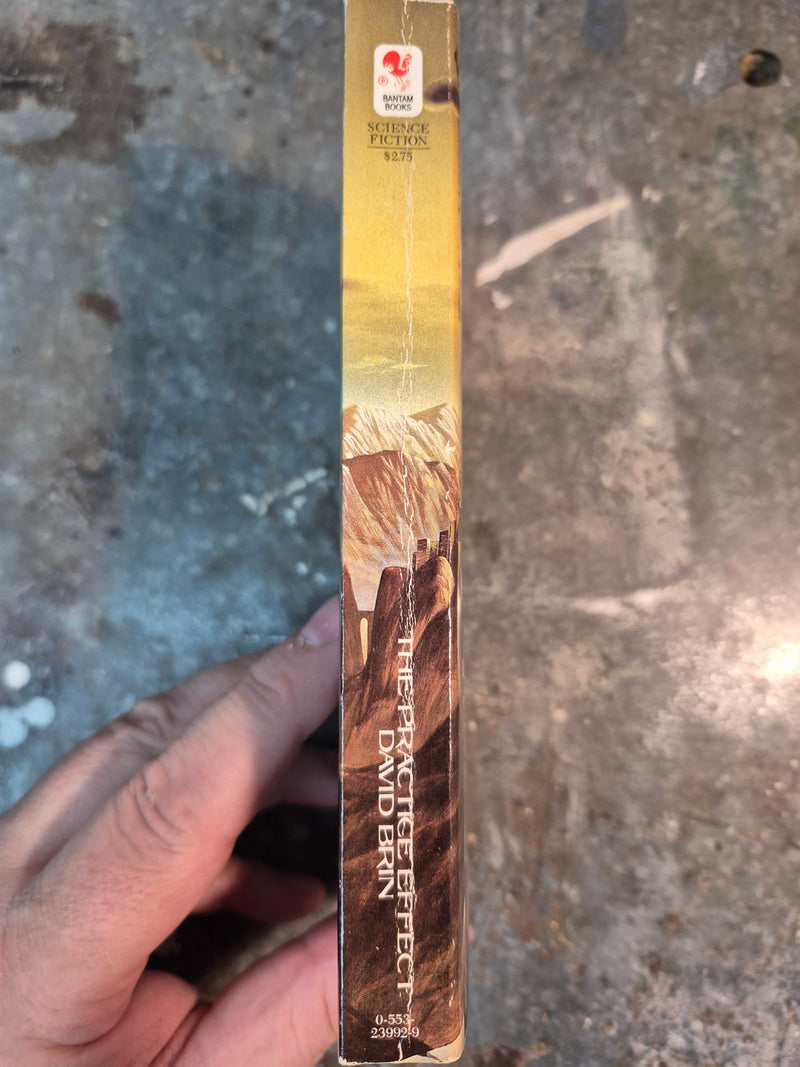 BANTAM
BOOKS
SCIENCE
FICTION
$2.75
THE PRACTICE EFFECT
DAVID BRIN
0-553-
23992-9